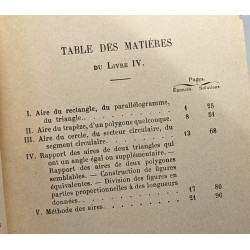 TABLE DES MATIÈRES
DU LIVRE IV.
Pages
Énoncés. Solutions
I. Aire du rectangle, du parallélogramme,
du triangle.. 1 25
II. Aire du trapèze, d'un polygone quelconque. 8 51
III. Aire du cercle, du secteur circulaire, du
segment circulaire. 13 68
IV. Rapport des aires de deux triangles qui
ont un angle égal ou supplémentaire. —
Rapport des aires de deux polygones
semblables. — Construction de figures
équivalentes. — Division des figures en
parties proportionnelles à des longueurs
données 17 80
V. Méthode des aires. 21 96